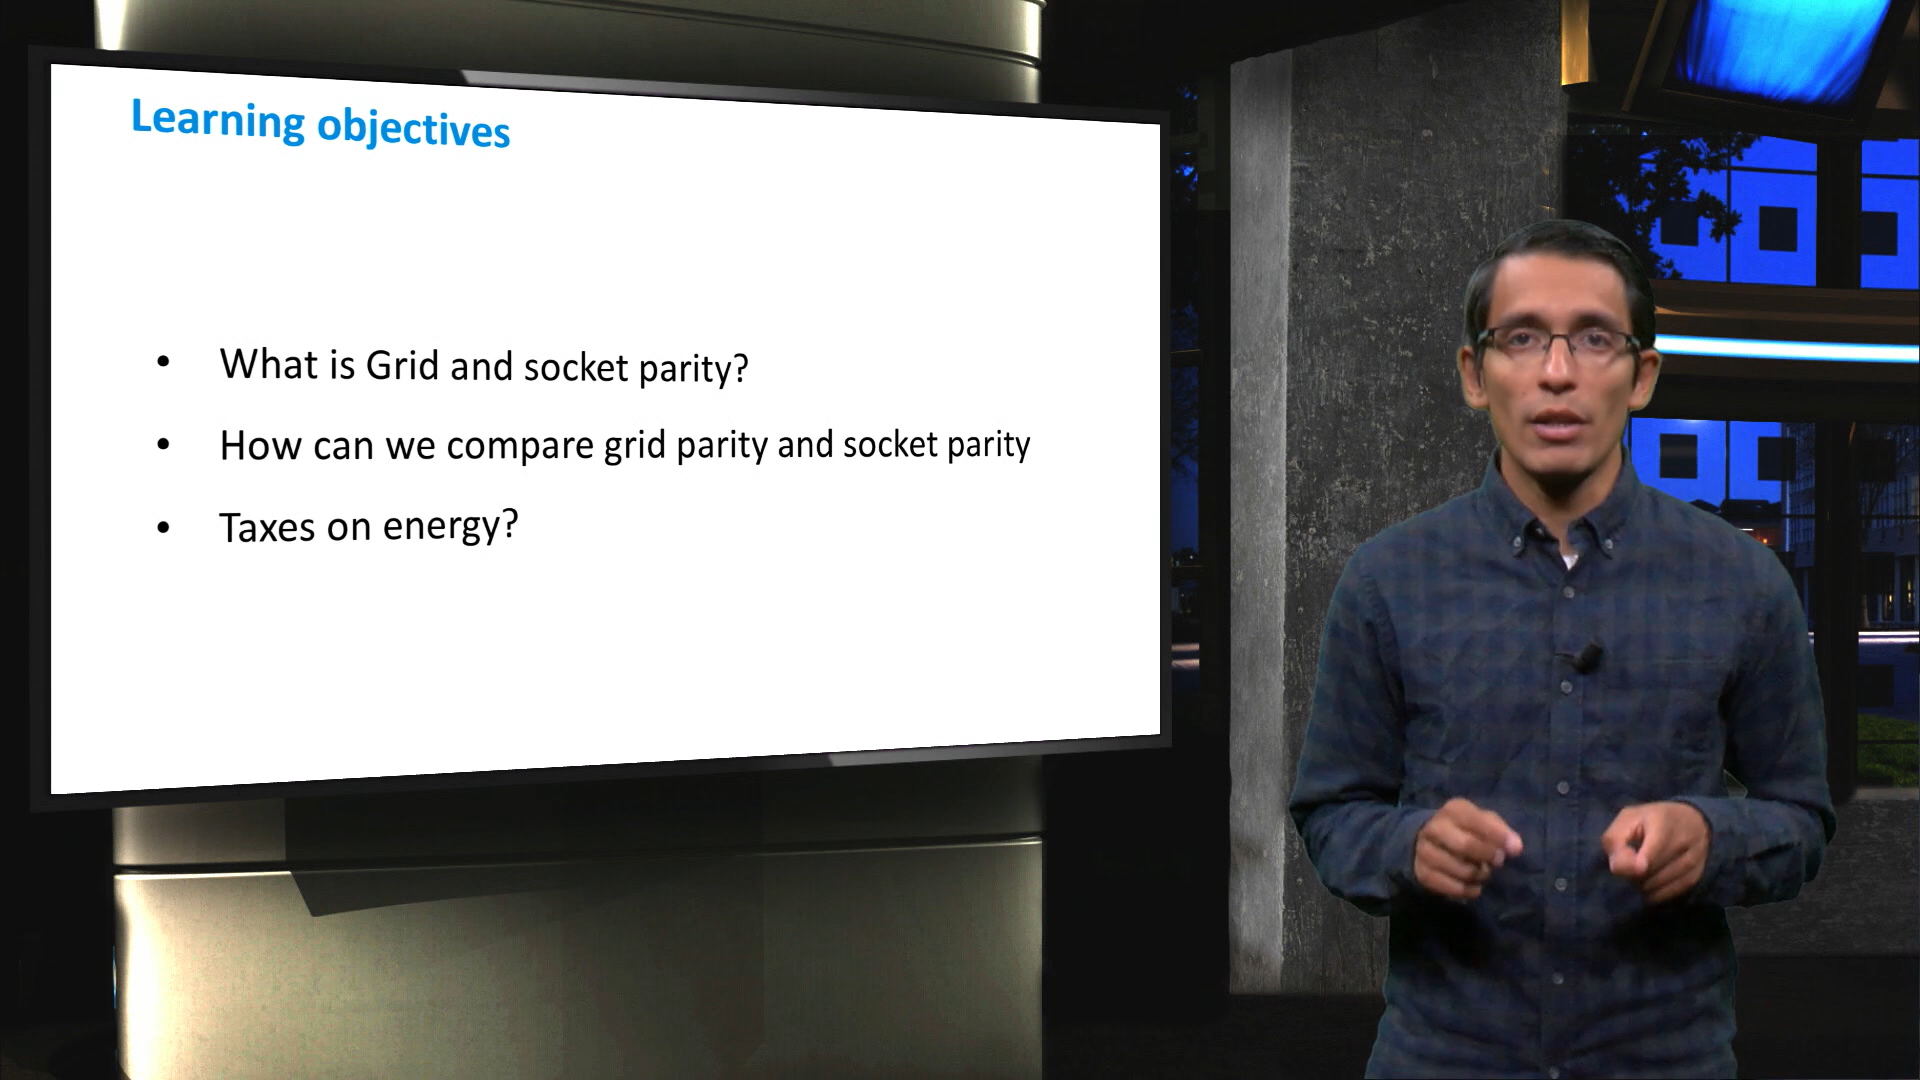 Learning objectives
• What is Grid and socket parity?
• How can we compare grid parity and socket parity
• Taxes on energy?